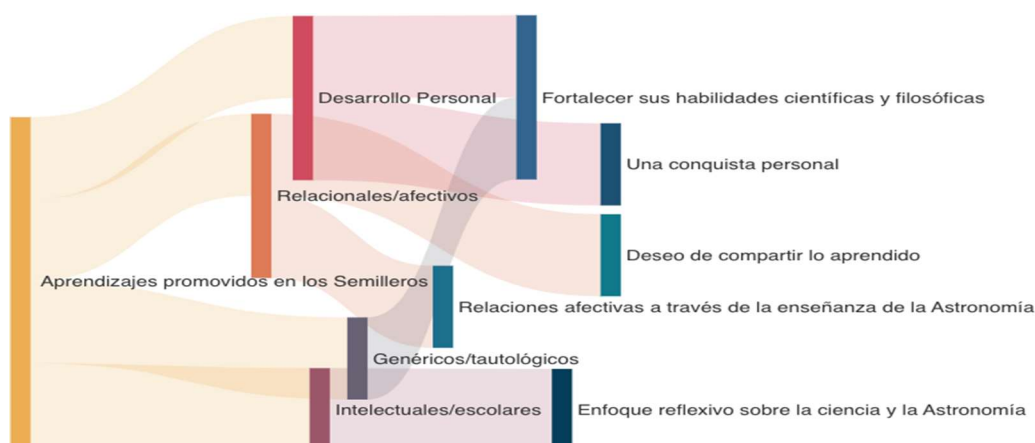 Desarrollo Personal
Fortalecer sus habilidades científicas y filosóficas
Una conquista personal
Relacionales/afectivos
Deseo de compartir lo aprendido
Aprendizajes promovidos en los Semilleros
Relaciones afectivas a través de la enseñanza de la Astronomía
Genéricos/tautológicos
Intelectuales/escolares
Enfoque reflexivo sobre la ciencia y la Astronomía